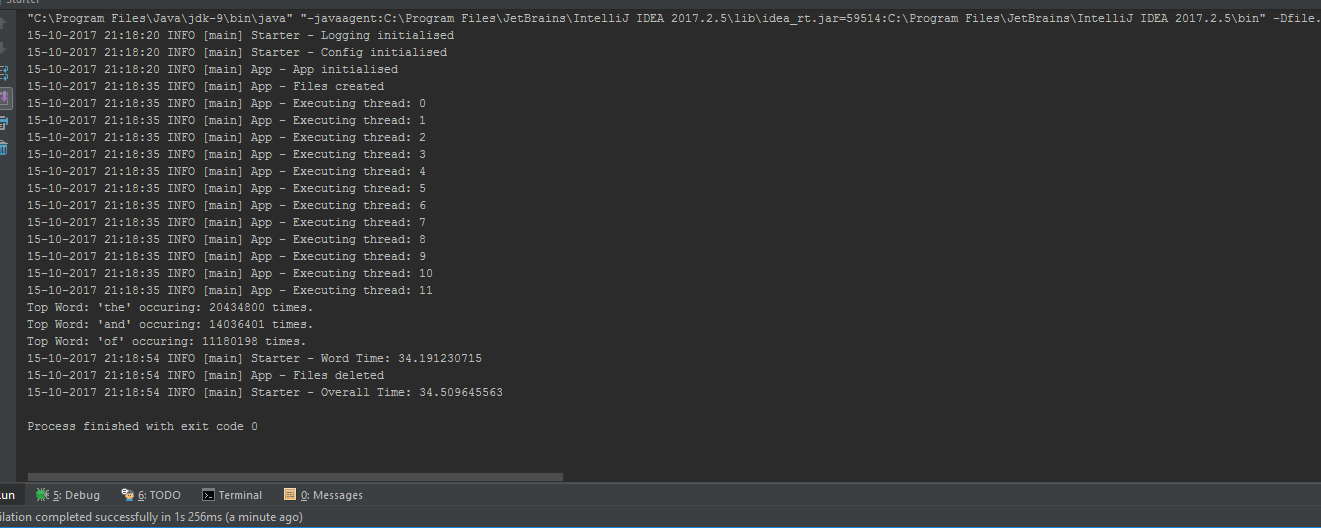 Starter
"C:\Program Files\Java\jdk-9\bin\java" "-javaagent:C:\Program Files\JetBrains\IntelliJ IDEA 2017.2.5\lib\idea_rt.jar=59514:C:\Program Files\JetBrains\IntelliJ IDEA 2017.2.5\bin" -Dfile.
15-10-2017 21:18:20 INFO [main] Starter - Logging initialised
15-10-2017 21:18:20 INFO [main] Starter - Config initialised
15-10-2017 21:18:20 INFO [main] App - App initialised
15-10-2017 21:18:35 INFO [main] App - Files created
15-10-2017 21:18:35 INFO [main] App - Executing thread: 0
15-10-2017 21:18:35 INFO [main] App - Executing thread: 1
15-10-2017 21:18:35 INFO [main] App - Executing thread: 2
15-10-2017 21:18:35 INFO [main] App - Executing thread: 3
15-10-2017 21:18:35 INFO [main] App - Executing thread: 4
15-10-2017 21:18:35 INFO [main] App - Executing thread: 5
15-10-2017 21:18:35 INFO [main] App - Executing thread: 6
15-10-2017 21:18:35 INFO [main] App - Executing thread: 7
15-10-2017 21:18:35 INFO [main] App - Executing thread: 8
15-10-2017 21:18:35 INFO [main] App - Executing thread: 9
15-10-2017 21:18:35 INFO [main] App - Executing thread: 10
15-10-2017 21:18:35 INFO [main] App - Executing thread: 11
Top Word: 'the' occuring: 20434800 times.
Top Word: 'and' occuring: 14036401 times.
Top Word: 'of' occuring: 11180198 times.
15-10-2017 21:18:54 INFO [main] Starter - Word Time: 34.191230715
15-10-2017 21:18:54 INFO [main] App - Files deleted
15-10-2017 21:18:54 INFO [main] Starter - Overall Time: 34.509645563
Process finished with exit code 0
un 5: Debug 6: TODO Terminal 0: Messages
ilation completed successfully in 1s 256ms (a minute ago)